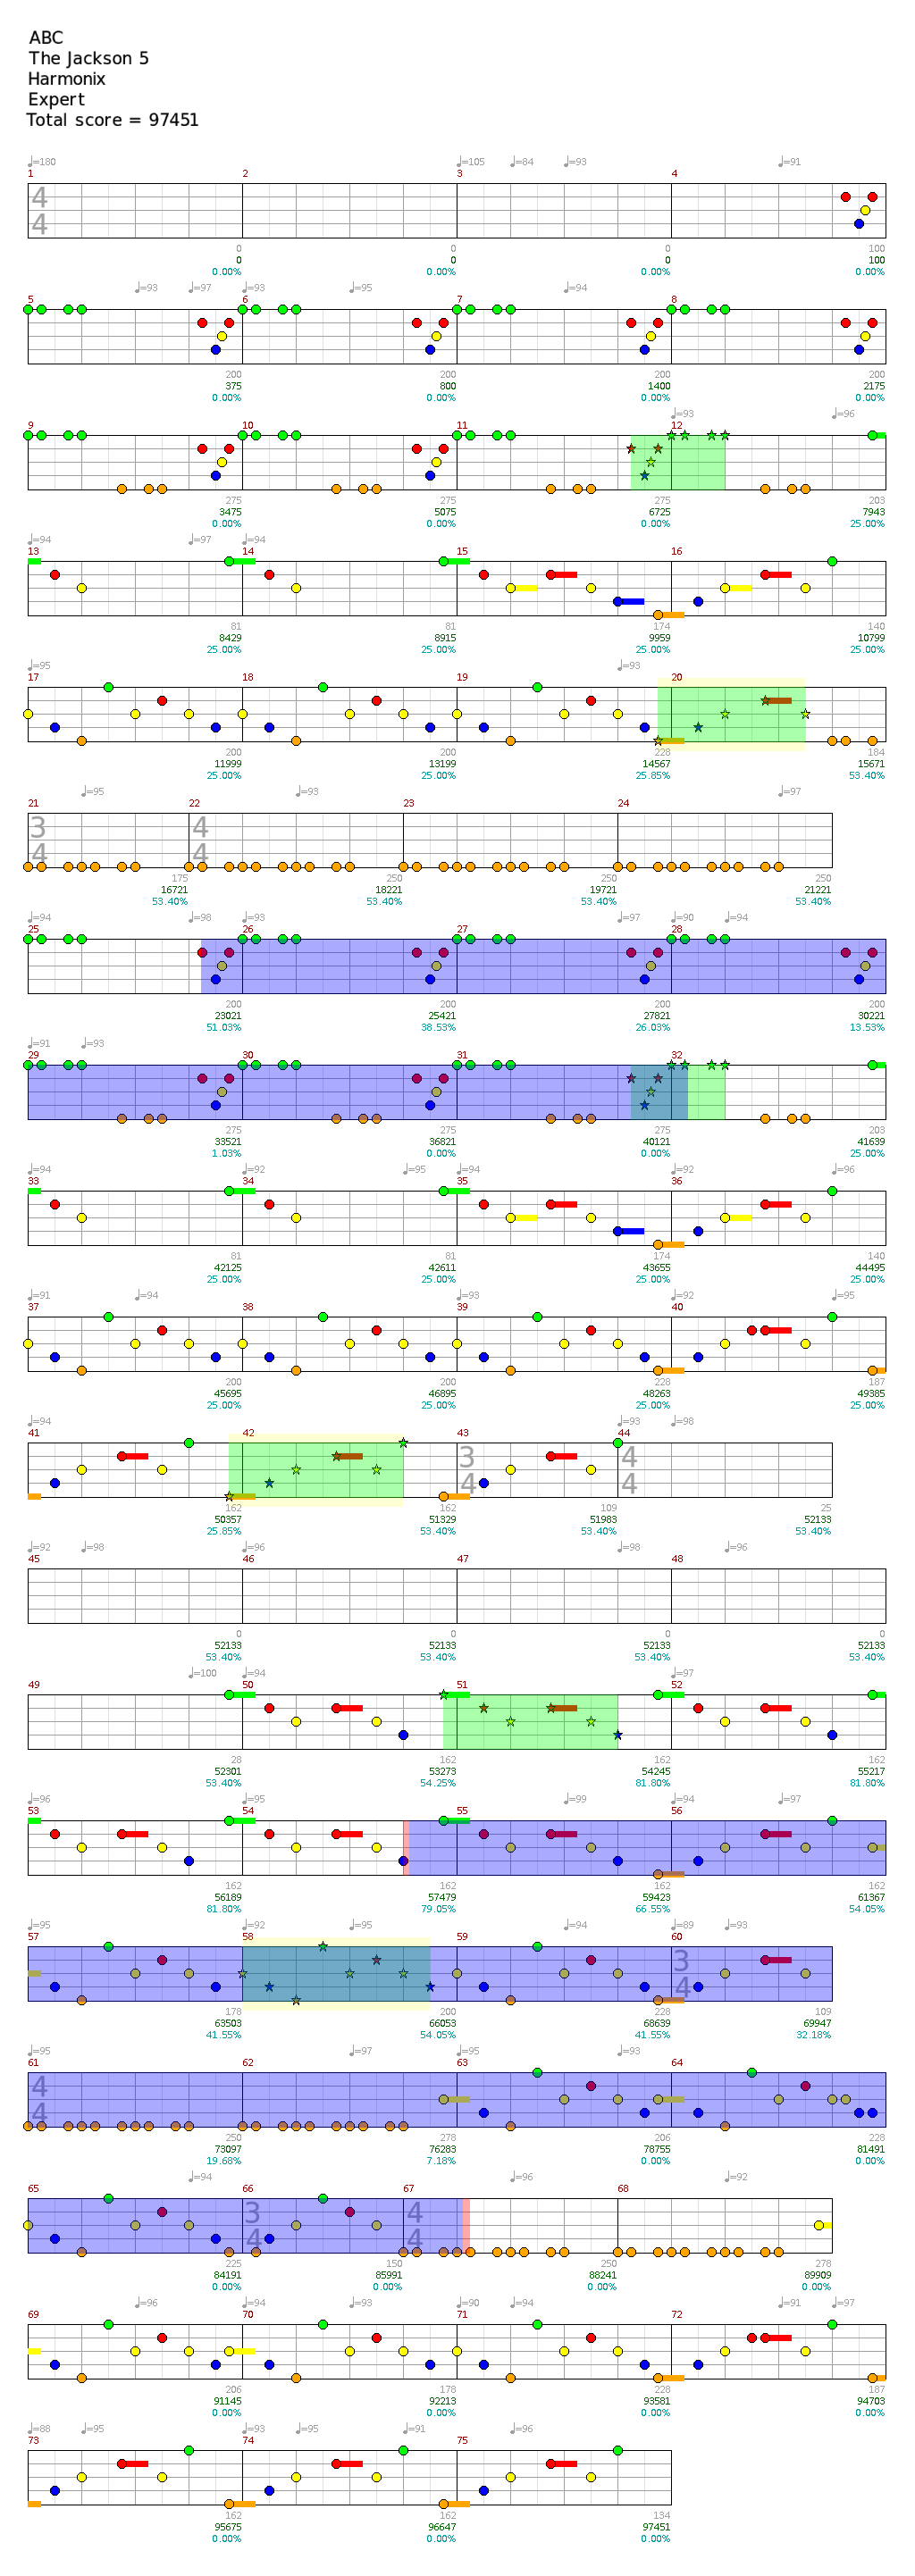 ABC
The Jackson 5
Harmonix
Expert
Total score = 97451
♩=180 ♩=105 ♩=84 ♩=93 ♩=91
1 2 3 4
4
4
0 0 0 100
0 0 0 100
0.00% 0.00% 0.00% 0.00%
♩=93 ♩=97 ♩=93 ♩=95 ♩=94
5 6 7 8
200 200 200 200
375 800 1400 2175
0.00% 0.00% 0.00% 0.00%
♩=93 ♩=96
9 10 11 12
275 275 275 203
3475 5075 6725 7943
0.00% 0.00% 0.00% 25.00%
♩=94 ♩=97 ♩=94
13 14 15 16
81 81 174 140
8429 8915 9959 10799
25.00% 25.00% 25.00% 25.00%
♩=95 ♩=93
17 18 19 20
200 200 228 184
11999 13199 14567 15671
25.00% 25.00% 25.85% 53.40%
♩=95 ♩=93 ♩=97
21 22 23 24
3 4
4 4
175 250 250 250
16721 18221 19721 21221
53.40% 53.40% 53.40% 53.40%
♩=94 ♩=98 ♩=93 ♩=97 ♩=90 ♩=94
25 26 27 28
200 200 200 200
23021 25421 27821 30221
51.03% 38.53% 26.03% 13.53%
♩=91 ♩=93
29 30 31 32
275 275 275 203
33521 36821 40121 41639
1.03% 0.00% 0.00% 25.00%
♩=94 ♩=92 ♩=95 ♩=94 ♩=92 ♩=96
33 34 35 36
81 81 174 140
42125 42611 43655 44495
25.00% 25.00% 25.00% 25.00%
♩=91 ♩=94 ♩=93 ♩=92 ♩=95
37 38 39 40
200 200 228 187
45695 46895 48263 49385
25.00% 25.00% 25.00% 25.00%
♩=94 ♩=93 ♩=98
41 42 43 44
3 4
4 4
162 162 109 25
50357 51329 51983 52133
25.85% 53.40% 53.40% 53.40%
♩=92 ♩=98 ♩=96 ♩=98 ♩=96
45 46 47 48
0 0 0 0
52133 52133 52133 52133
53.40% 53.40% 53.40% 53.40%
♩=100 ♩=94 ♩=97
49 50 51 52
28 162 162 162
52301 53273 54245 55217
53.40% 54.25% 81.80% 81.80%
♩=96 ♩=95 ♩=99 ♩=94 ♩=97
53 54 55 56
162 162 162 162
56189 57479 59423 61367
81.80% 79.05% 66.55% 54.05%
♩=95 ♩=92 ♩=95 ♩=94 ♩=89 ♩=93
57 58 59 60
3
4
178 200 228 109
63503 66053 68639 69947
41.55% 54.05% 41.55% 32.18%
♩=95 ♩=97 ♩=95 ♩=93
61 62 63 64
4
4
250 278 206 228
73097 76283 78755 81491
19.68% 7.18% 0.00% 0.00%
♩=94 ♩=96 ♩=92
65 66 67 68
3 4
4 4
225 150 250 278
84191 85991 88241 89909
0.00% 0.00% 0.00% 0.00%
♩=96 ♩=94 ♩=93 ♩=90 ♩=94 ♩=91 ♩=97
69 70 71 72
206 178 228 187
91145 92213 93581 94703
0.00% 0.00% 0.00% 0.00%
♩=88 ♩=95 ♩=93 ♩=95 ♩=91 ♩=96
73 74 75
162 162 134
95675 96647 97451
0.00% 0.00% 0.00%